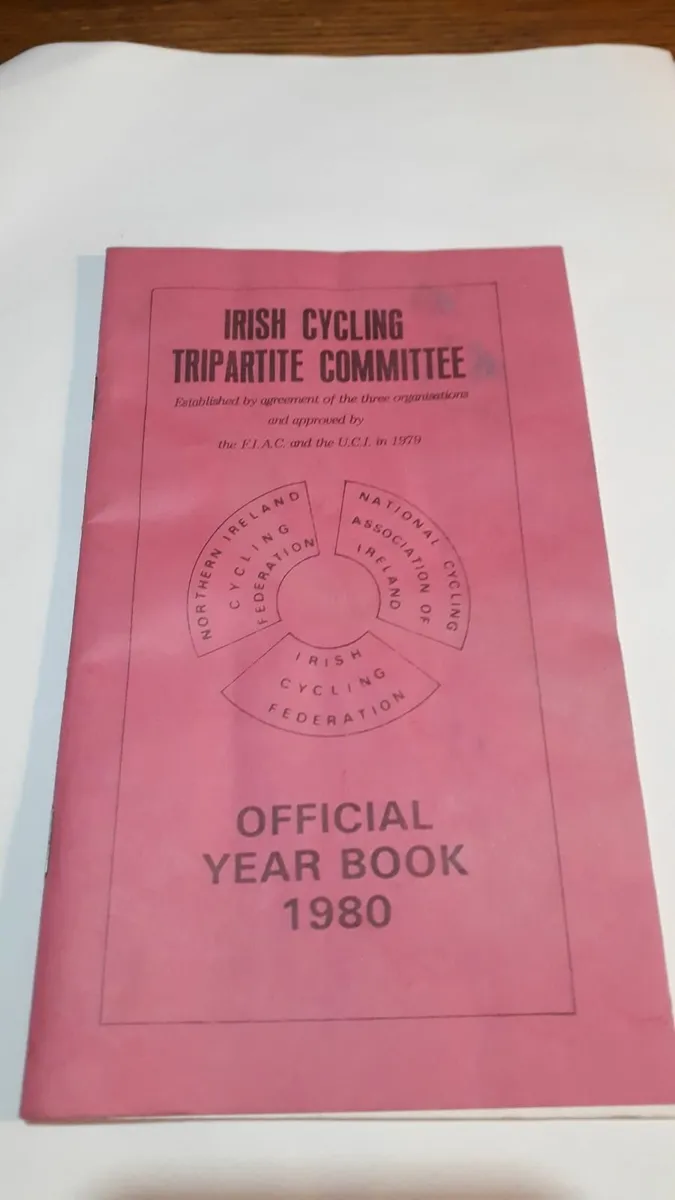 IRISH CYCLING
TRIPARTITE COMMITTEE
Established by agreement of the three organisations
and approved by
the F.I.A.C. and the U.C.I. in 1979
NORTHERN IRELAND
CYCLING
FEDERATION
NATIONAL CYCLING
ASSOCIATION OF
IRELAND
IRISH
CYCLING
FEDERATION
OFFICIAL
YEAR BOOK
1980